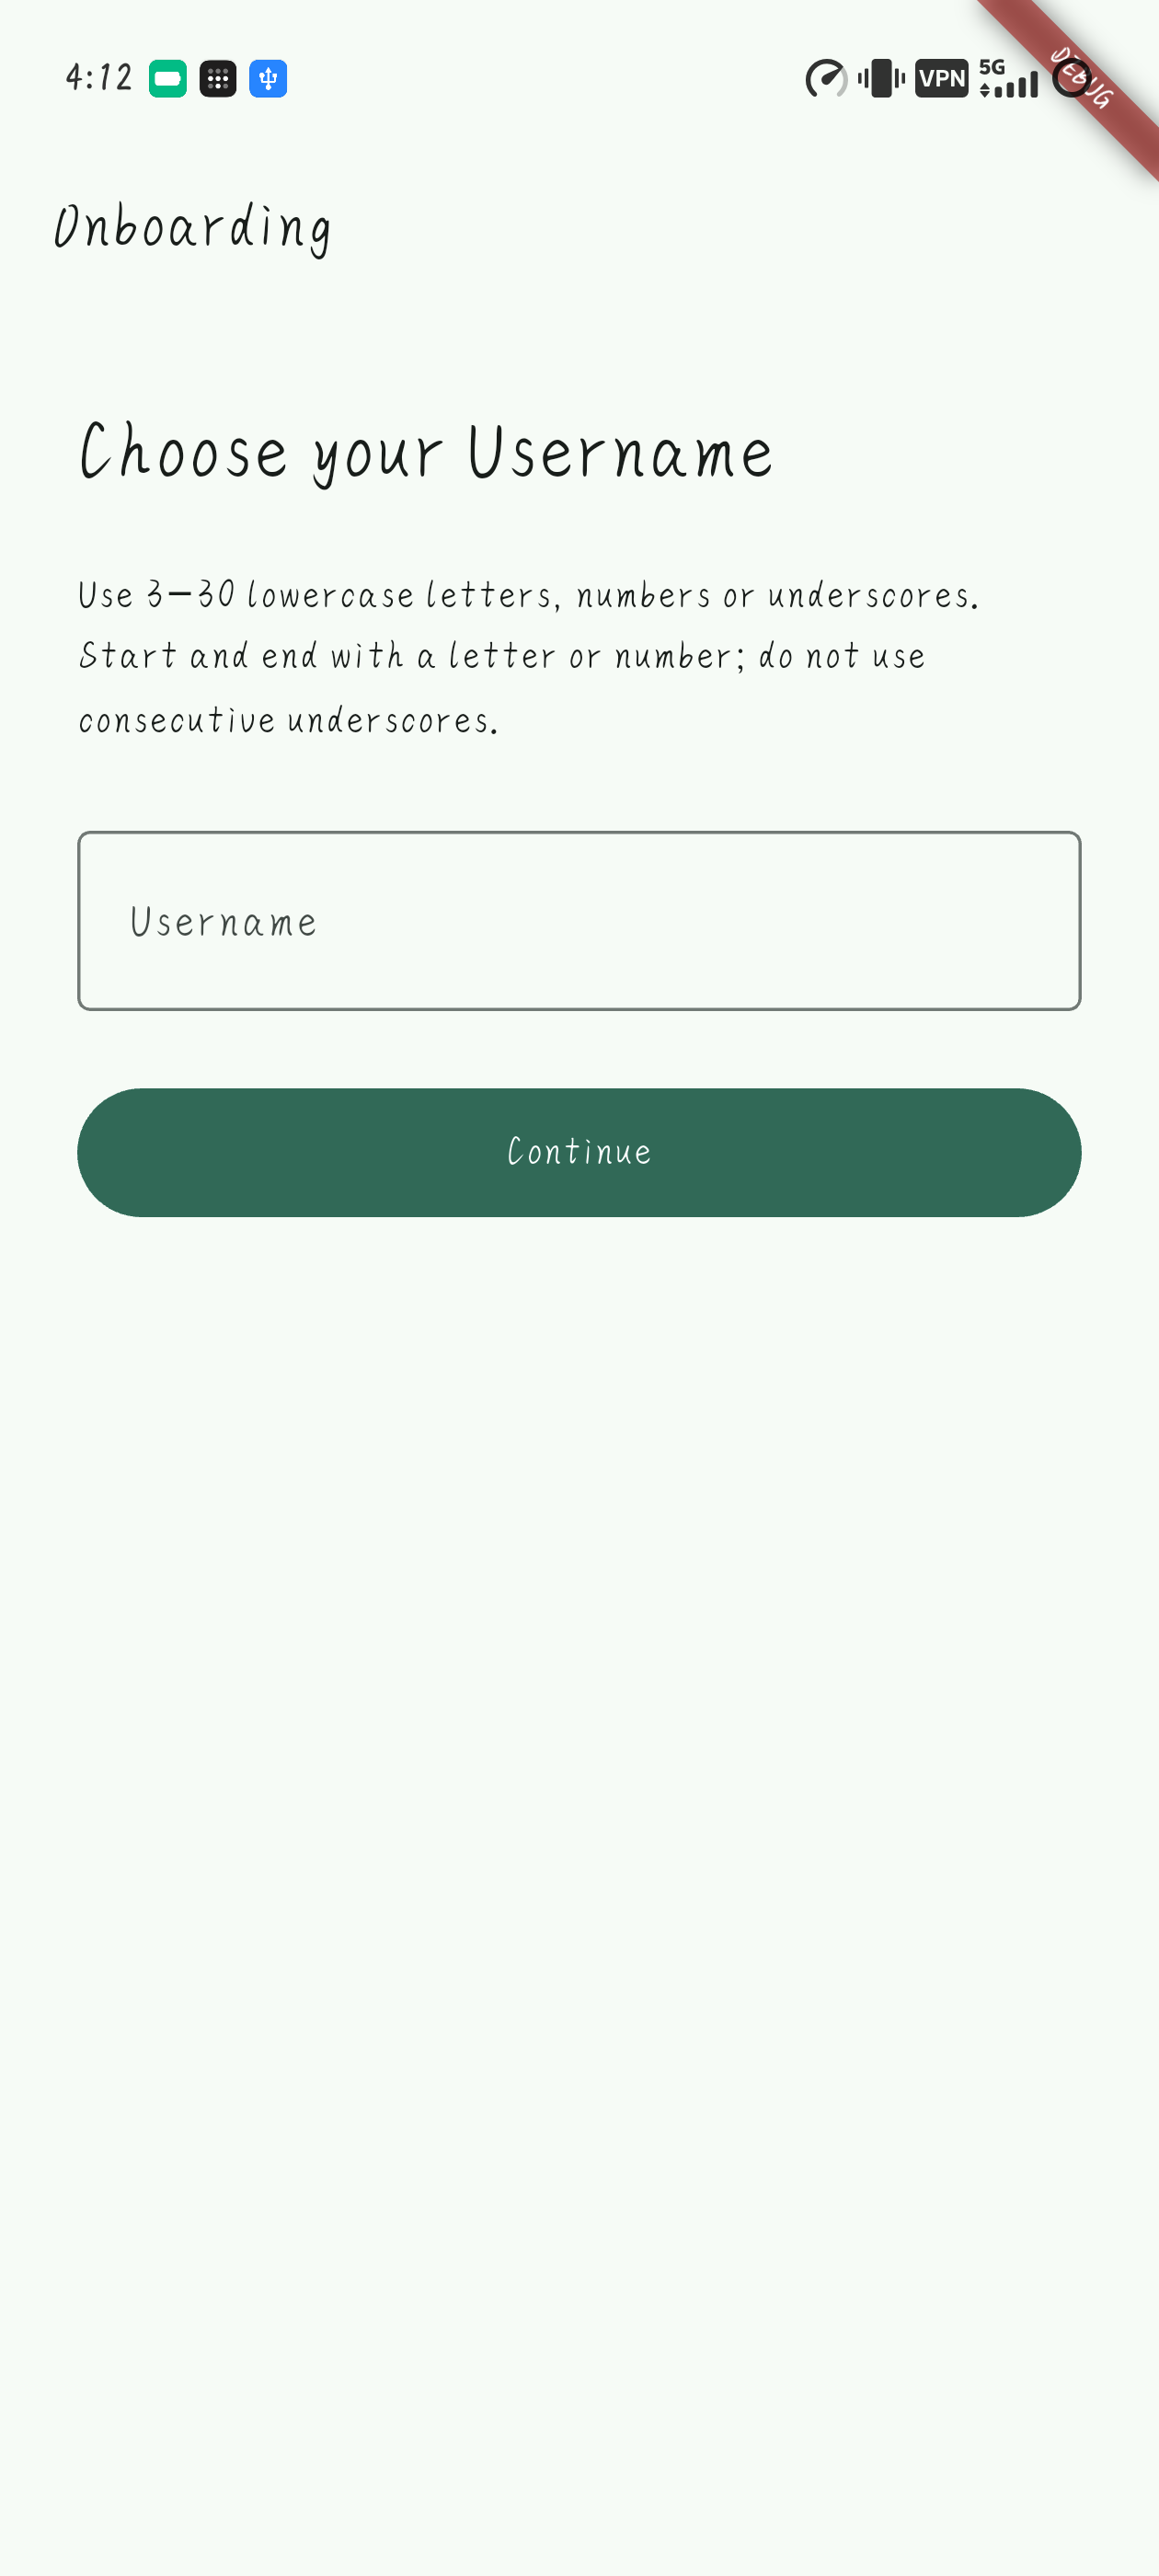 4:12
VPN
5G
DEBUG
Onboarding
Choose your Username
Use 3–30 lowercase letters, numbers or underscores.
Start and end with a letter or number; do not use
consecutive underscores.
Username
Continue